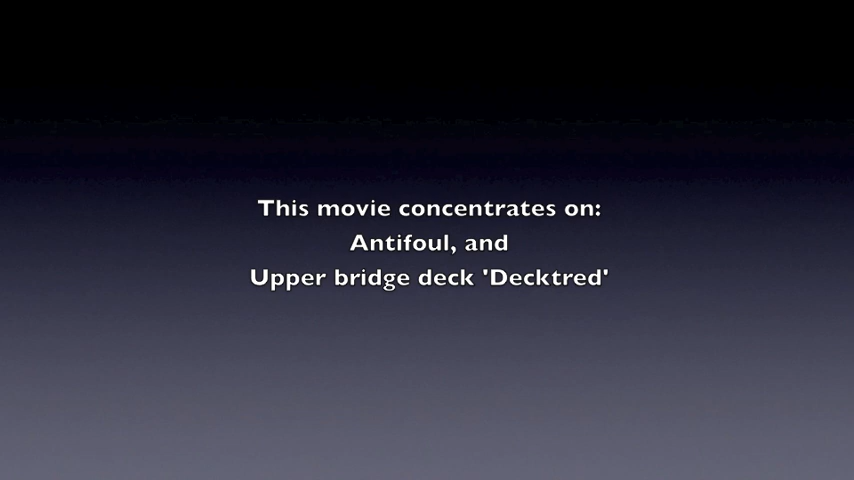 This movie concentrates on:
Antifoul, and
Upper bridge deck 'Decktred'